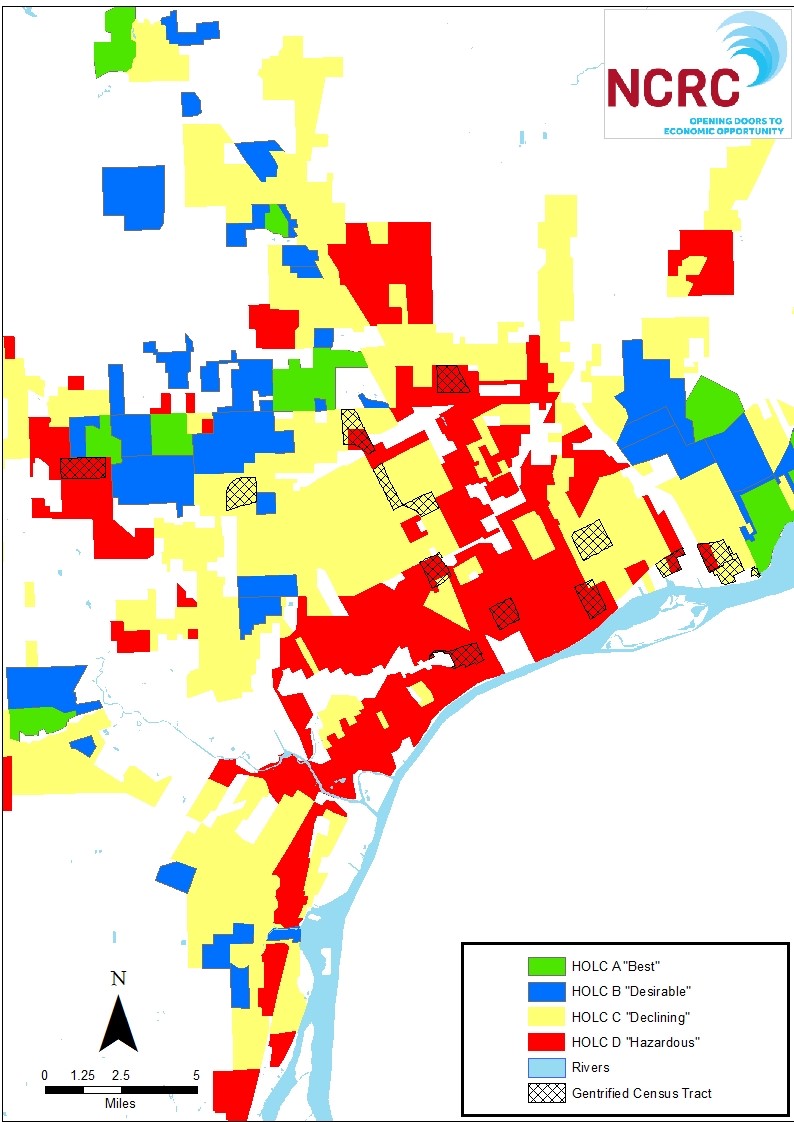 NCRC
OPENING DOORS TO
ECONOMIC OPPORTUNITY
HOLC A "Best"
HOLC B "Desirable"
HOLC C "Declining"
HOLC D "Hazardous"
Rivers
Gentrified Census Tract
N
0 1.25 2.5 5
Miles